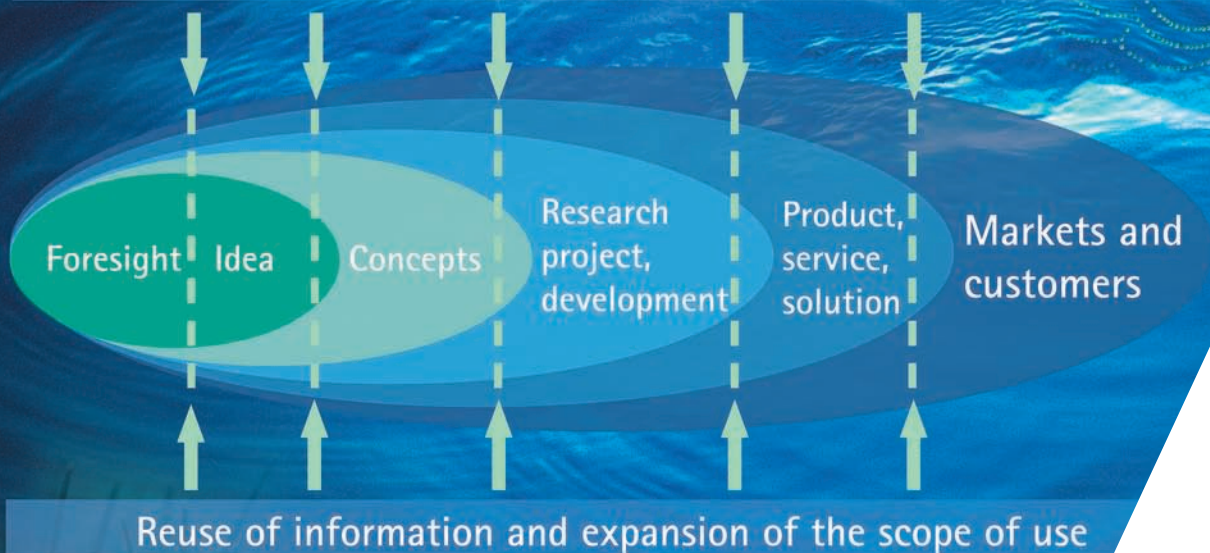 Foresight
Idea
Concepts
Research
project,
development
Product,
service,
solution
Markets and
customers
Reuse of information and expansion of the scope of use